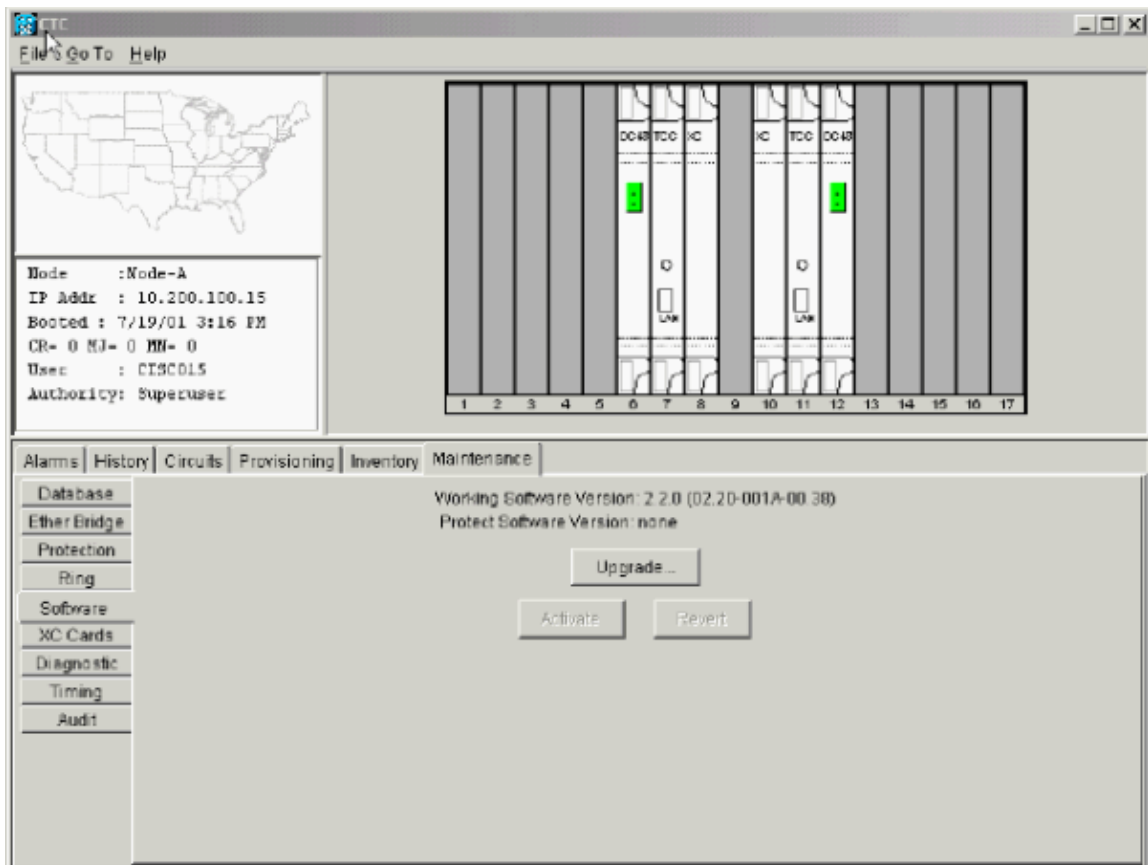 CTC
File Go To Help
OC48 TCC XC XC TCC OC48
LAN LAN
1 2 3 4 5 6 7 8 9 10 11 12 13 14 15 16 17
Node :Node-A
IP Addr : 10.200.100.15
Booted : 7/19/01 3:16 PM
CR= 0 MJ= 0 MN= 0
User : CISCO15
Authority: Superuser
Alarms History Circuits Provisioning Inventory Maintenance
Database
Ether Bridge
Protection
Ring
Software
XC Cards
Diagnostic
Timing
Audit
Working Software Version: 2.2.0 (02.20-001A-00.38)
Protect Software Version: none
Upgrade...
Activate Revert